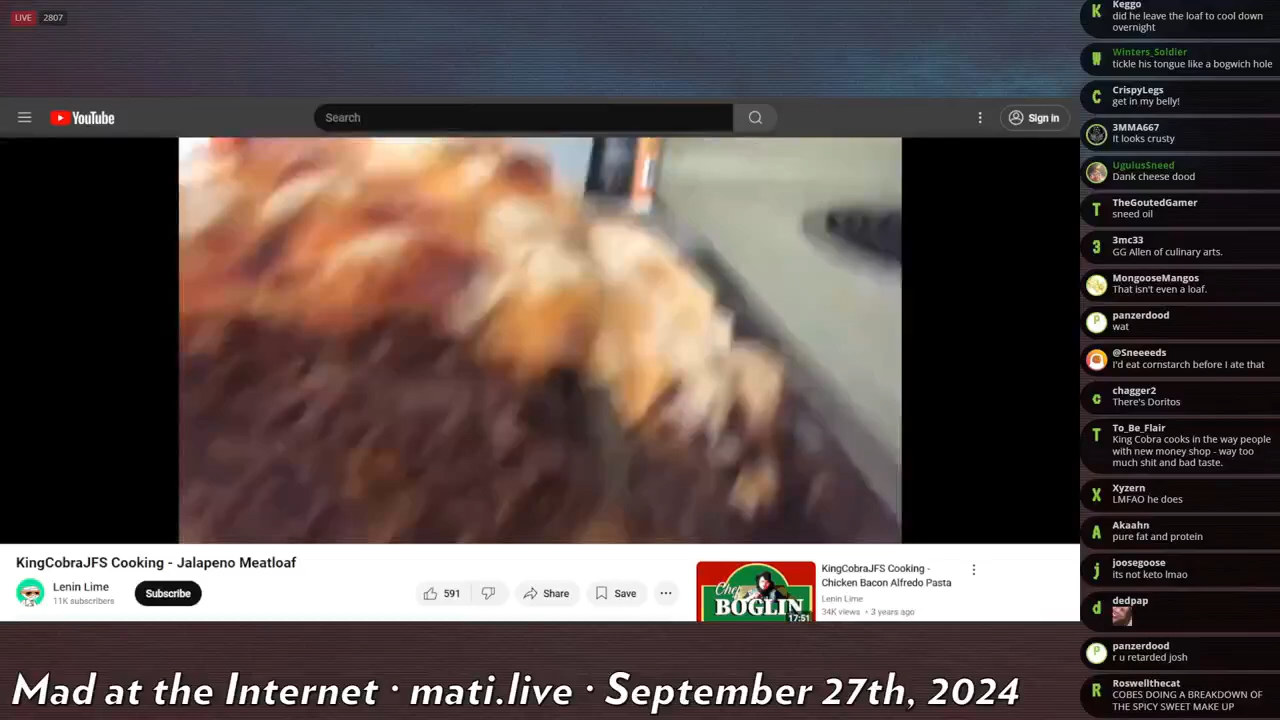 LIVE 2807
YouTube
Search
Sign in
KingCobraJFS Cooking - Jalapeno Meatloaf
Lenin Lime
11K subscribers
Subscribe
591
Share
Save
Chef
BOGLIN
17:51
KingCobraJFS Cooking -
Chicken Bacon Alfredo Pasta
Lenin Lime
34K views • 3 years ago
Mad at the Internet · mati.live · September 27th, 2024
K
Keggo
did he leave the loaf to cool down
overnight
W
Winters_Soldier
tickle his tongue like a bogwich hole
C
CrispyLegs
get in my belly!
3MMA667
It looks crusty
UgulusSneed
Dank cheese dood
T
TheGoutedGamer
sneed oil
3
3mc33
GG Allen of culinary arts.
MongooseMangos
That isn't even a loaf.
P
panzerdood
wat
@Sneeeeds
I'd eat cornstarch before I ate that
c
chagger2
There's Doritos
T
To_Be_Flair
King Cobra cooks in the way people
with new money shop - way too
much shit and bad taste.
X
Xyzern
LMFAO he does
A
Akaahn
pure fat and protein
j
joosegoose
its not keto lmao
d
dedpap
P
panzerdood
r u retarded josh
R
Roswellthecat
COBES DOING A BREAKDOWN OF
THE SPICY SWEET MAKE UP